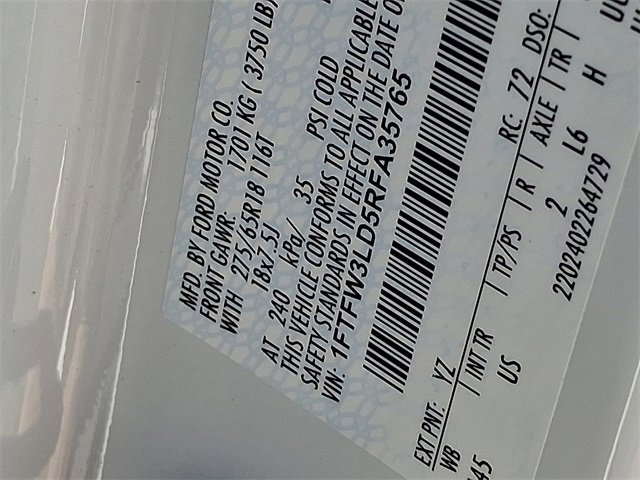 MFD. BY FORD MOTOR CO.
FRONT GAWR: 1701 KG ( 3750 LB)
WITH 275/65R18 116T
18x7.5J
AT 240 kPa/ 35 PSI COLD
THIS VEHICLE CONFORMS TO ALL APPLICABLE
SAFETY STANDARDS IN EFFECT ON THE DATE
VIN: 1FTFW3LD5RFA35765
EXT PNT: YZ RC: 72 DSO:
WB | INT TR | TP/PS | R | AXLE | TR |
US 2 L6 H
2202402264729